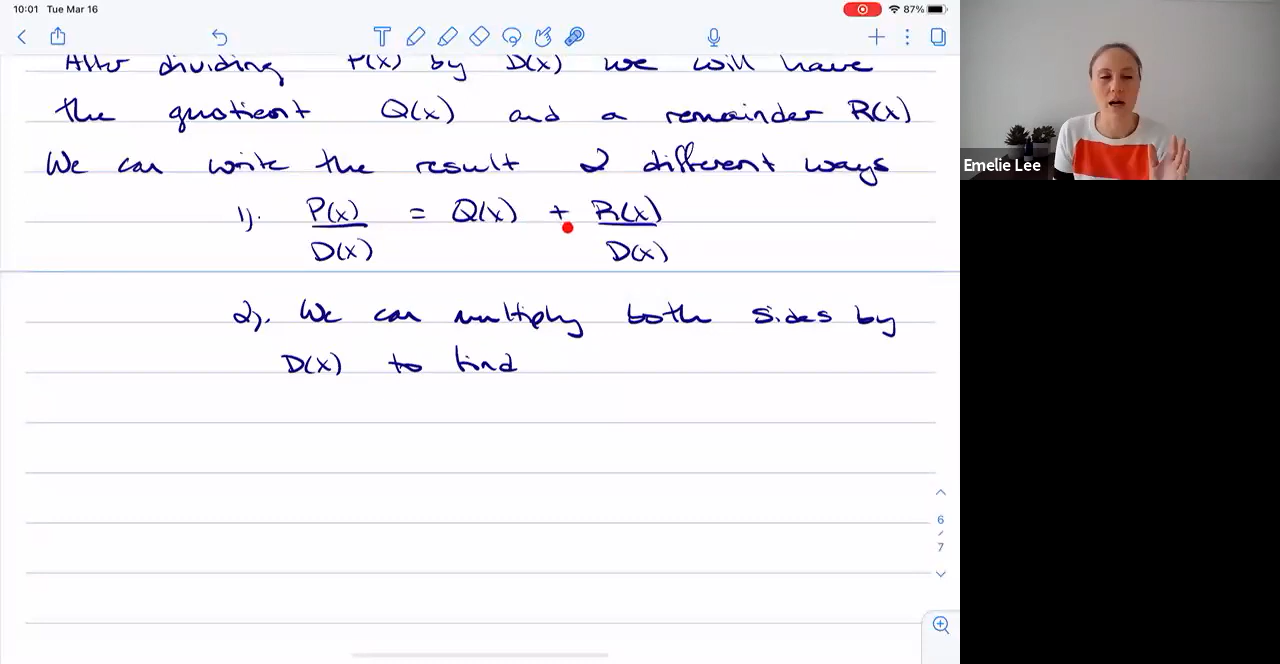 10:01 Tue Mar 16
87%
After dividing P(x) by D(x) we will have
the quotient Q(x) and a remainder R(x)
Emelie Lee
We can write the result 2 different ways
1). P(x) = Q(x) + R(x)
D(x) D(x)
2). We can multiply both sides by
D(x) to find
6
/
7